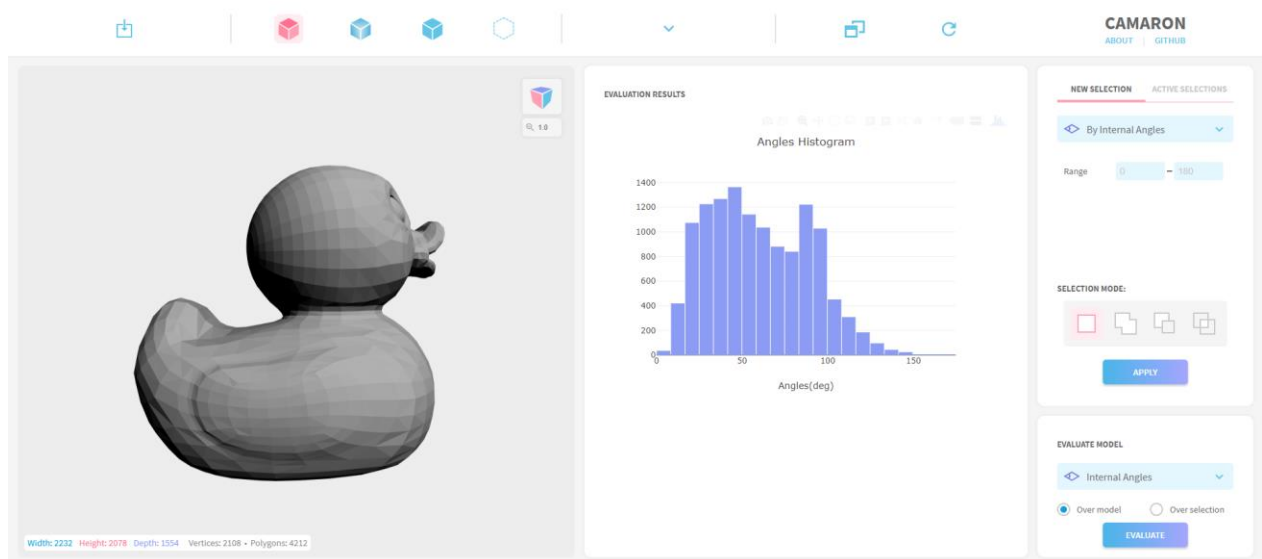 CAMARON
ABOUT | GITHUB
1.0
Width: 2232 Height: 2078 Depth: 1554 Vertices: 2108 • Polygons: 4212
EVALUATION RESULTS
Angles Histogram
1400
1200
1000
800
600
400
200
0
0 50 100 150
Angles(deg)
NEW SELECTION ACTIVE SELECTIONS
By Internal Angles
Range 0 – 180
SELECTION MODE:
APPLY
EVALUATE MODEL
Internal Angles
Over model Over selection
EVALUATE